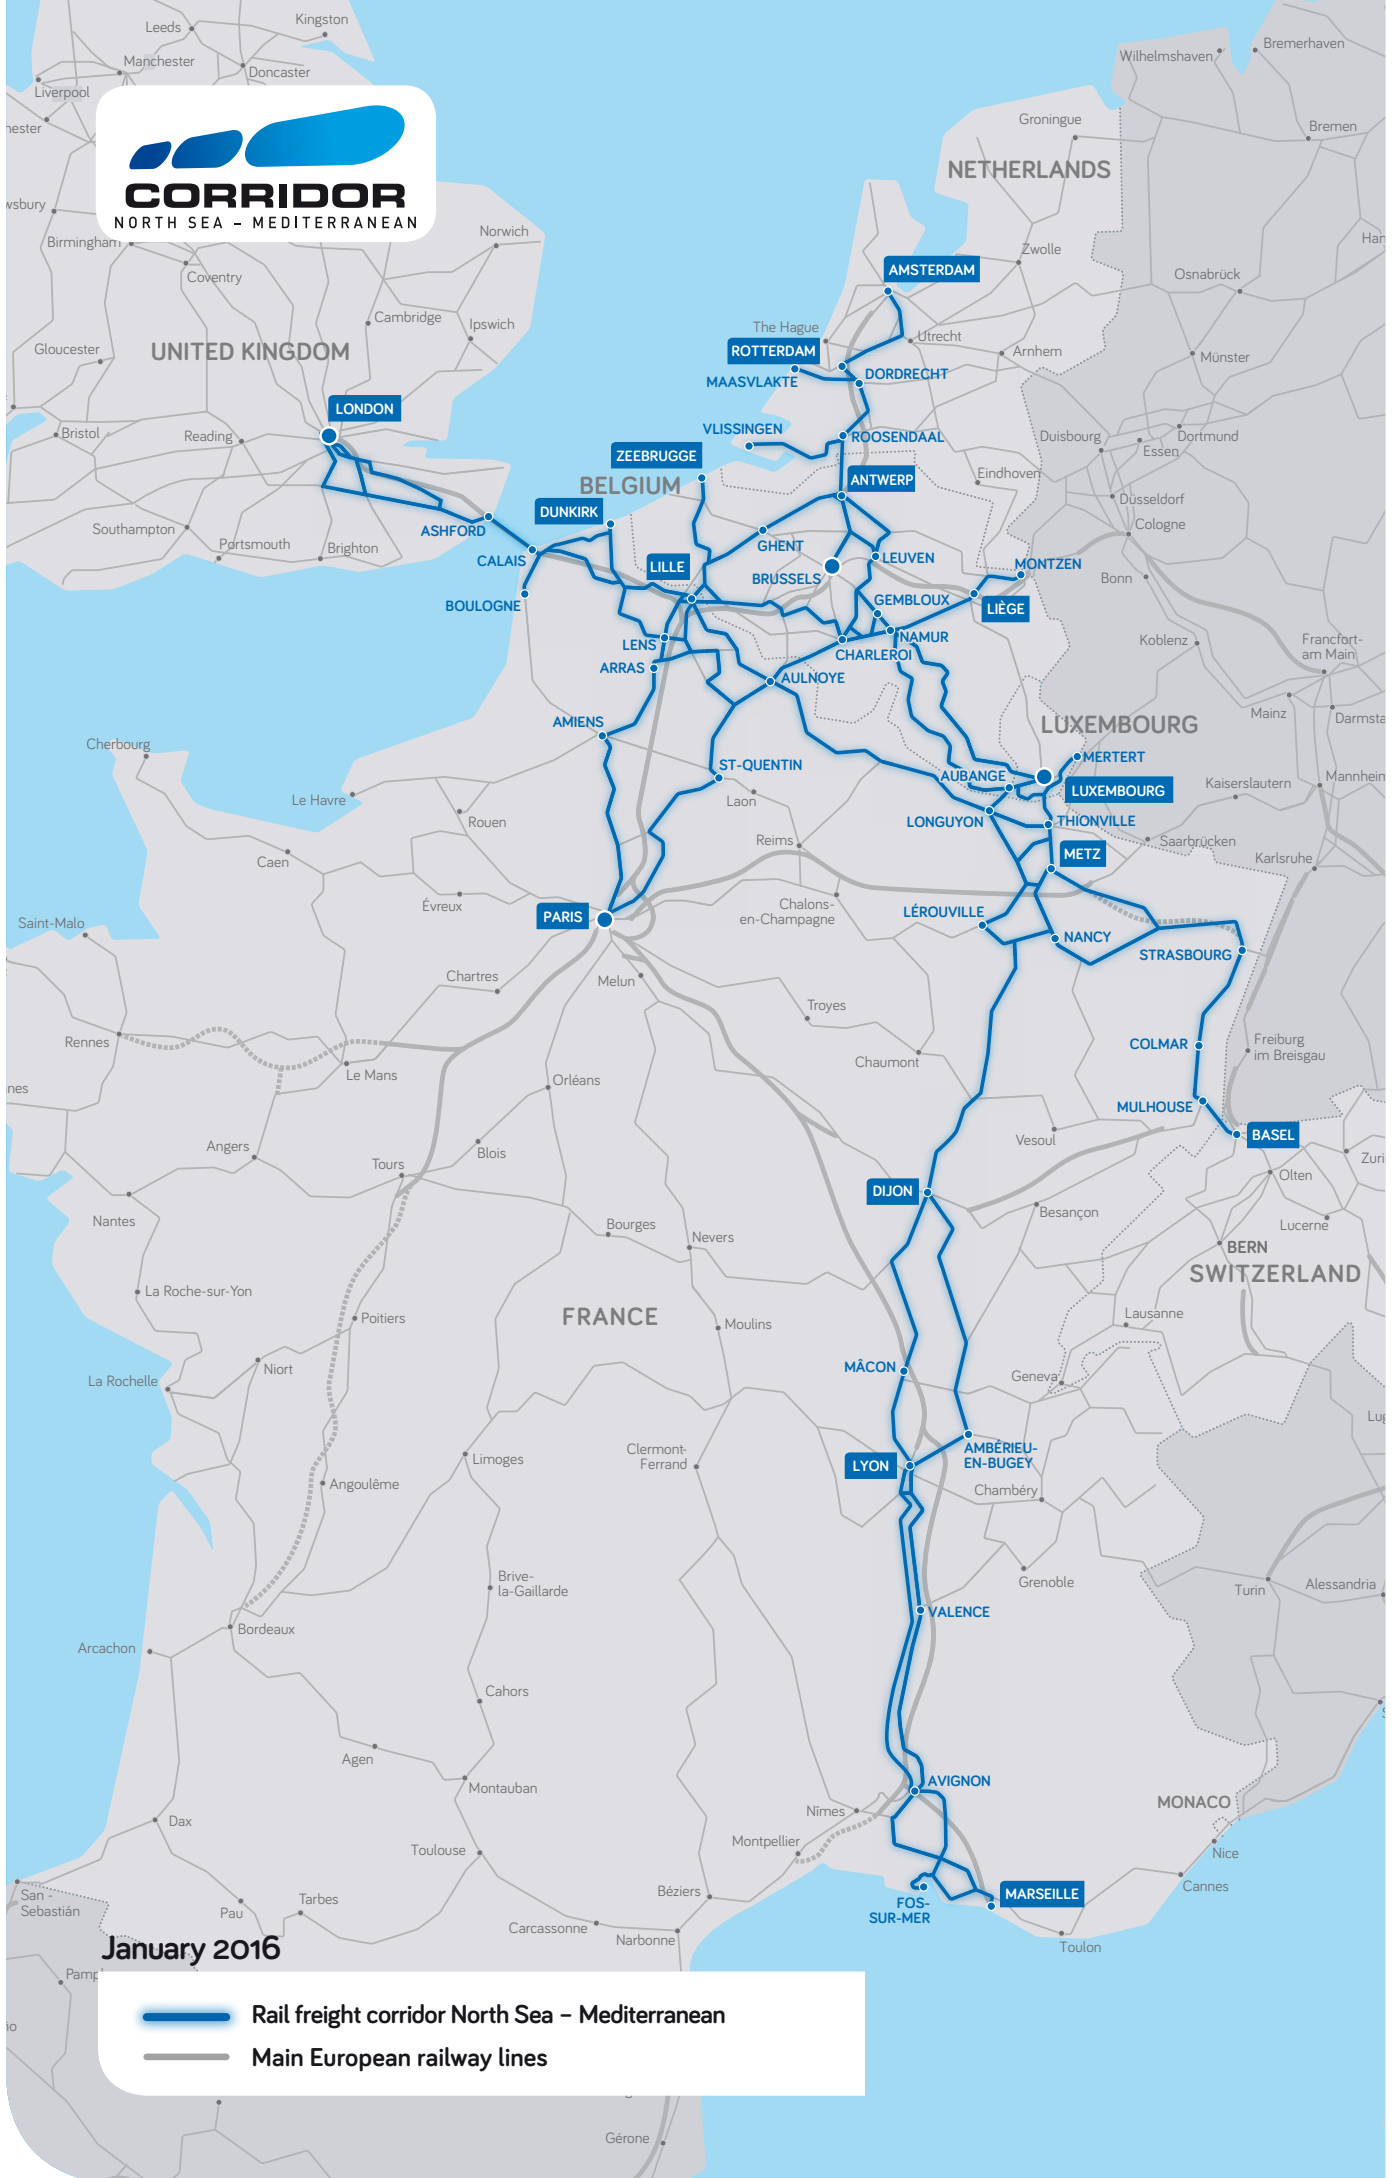 Kingston
Leeds
Manchester
Doncaster
Liverpool
Bremerhaven
Wilhelmshaven
Groningue
Bremen
NETHERLANDS
CORRIDOR
NORTH SEA – MEDITERRANEAN
Norwich
Birmingham
Coventry
Zwolle
AMSTERDAM
Osnabrück
Cambridge
Ipswich
The Hague
Utrecht
Gloucester
UNITED KINGDOM
ROTTERDAM
Arnhem
Münster
MAASVLAKTE
DORDRECHT
LONDON
VLISSINGEN
Bristol
Reading
ROOSENDAAL
Duisbourg
Dortmund
Essen
ZEEBRUGGE
BELGIUM
ANTWERP
Eindhoven
Düsseldorf
DUNKIRK
Southampton
ASHFORD
Cologne
Portsmouth
Brighton
GHENT
CALAIS
LILLE
BRUSSELS
LEUVEN
MONTZEN
Bonn
BOULOGNE
GEMBLOUX
LIÈGE
LENS
NAMUR
CHARLEROI
Koblenz
Francfort-
am Main
ARRAS
AULNOYE
AMIENS
LUXEMBOURG
Mainz
Darmsta
Cherbourg
ST-QUENTIN
MERTERT
AUBANGE
LUXEMBOURG
Kaiserslautern
Mannheim
Le Havre
Laon
Rouen
LONGUYON
THIONVILLE
Reims
Saarbrücken
Caen
METZ
Karlsruhe
Évreux
Chalons-
en-Champagne
PARIS
LÉROUVILLE
Saint-Malo
NANCY
STRASBOURG
Chartres
Melun
Troyes
Rennes
COLMAR
Freiburg
im Breisgau
Le Mans
Chaumont
Orléans
MULHOUSE
Angers
Blois
Vesoul
BASEL
Tours
Olten
DIJON
Nantes
Bourges
Besançon
Lucerne
Nevers
BERN
SWITZERLAND
La Roche-sur-Yon
Poitiers
FRANCE
Moulins
Lausanne
Niort
MÂCON
La Rochelle
Geneva
Limoges
Clermont-
Ferrand
LYON
AMBÉRIEU-
EN-BUGEY
Angoulême
Chambéry
Brive-
la-Gaillarde
Grenoble
Turin
Alessandria
VALENCE
Bordeaux
Arcachon
Cahors
Agen
Montauban
AVIGNON
MONACO
Dax
Nîmes
Montpellier
Nice
Toulouse
Cannes
San -
Sebastián
Pau
Tarbes
Béziers
FOS-
SUR-MER
MARSEILLE
Carcassonne
Narbonne
Toulon
January 2016
Rail freight corridor North Sea – Mediterranean
Main European railway lines
Gérone